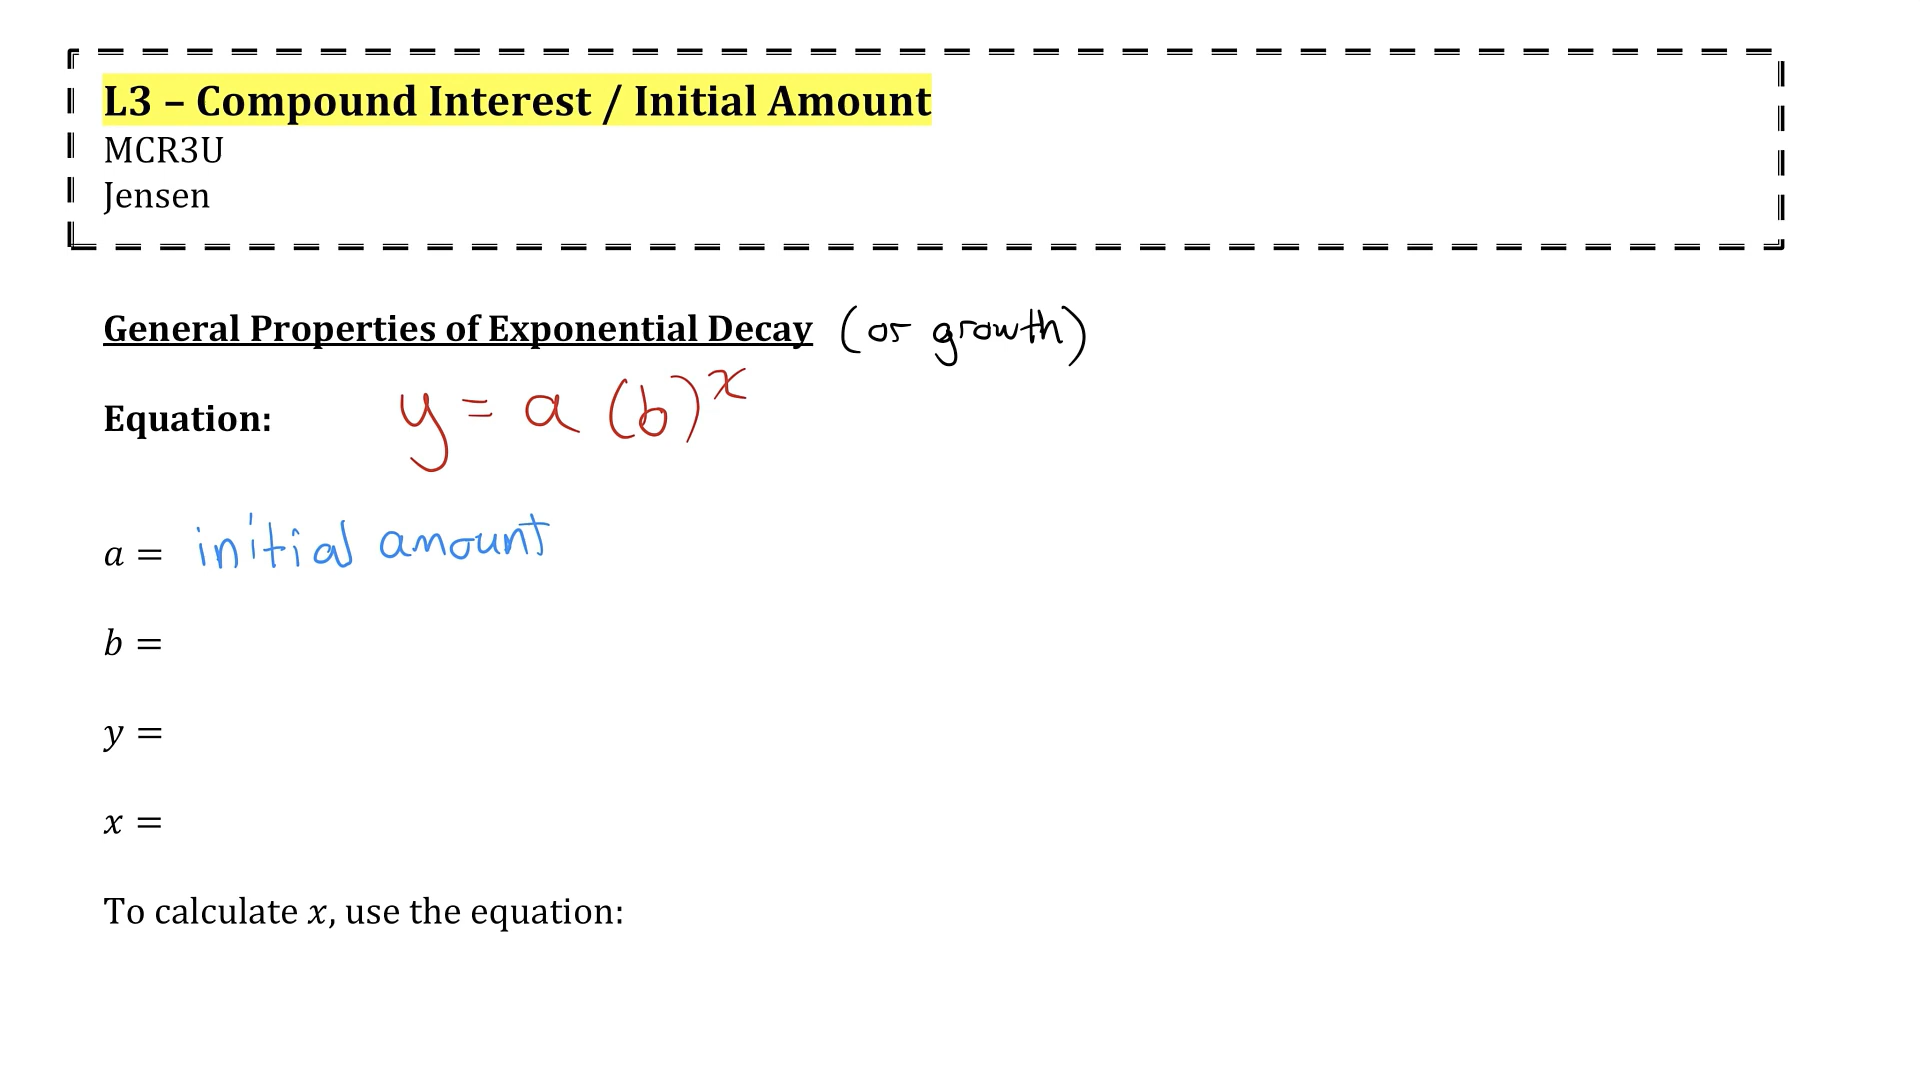 L3 – Compound Interest / Initial Amount
MCR3U
Jensen
General Properties of Exponential Decay (or growth)
Equation: y = a (b)^x
a = initial amount
b =
y =
x =
To calculate x, use the equation: